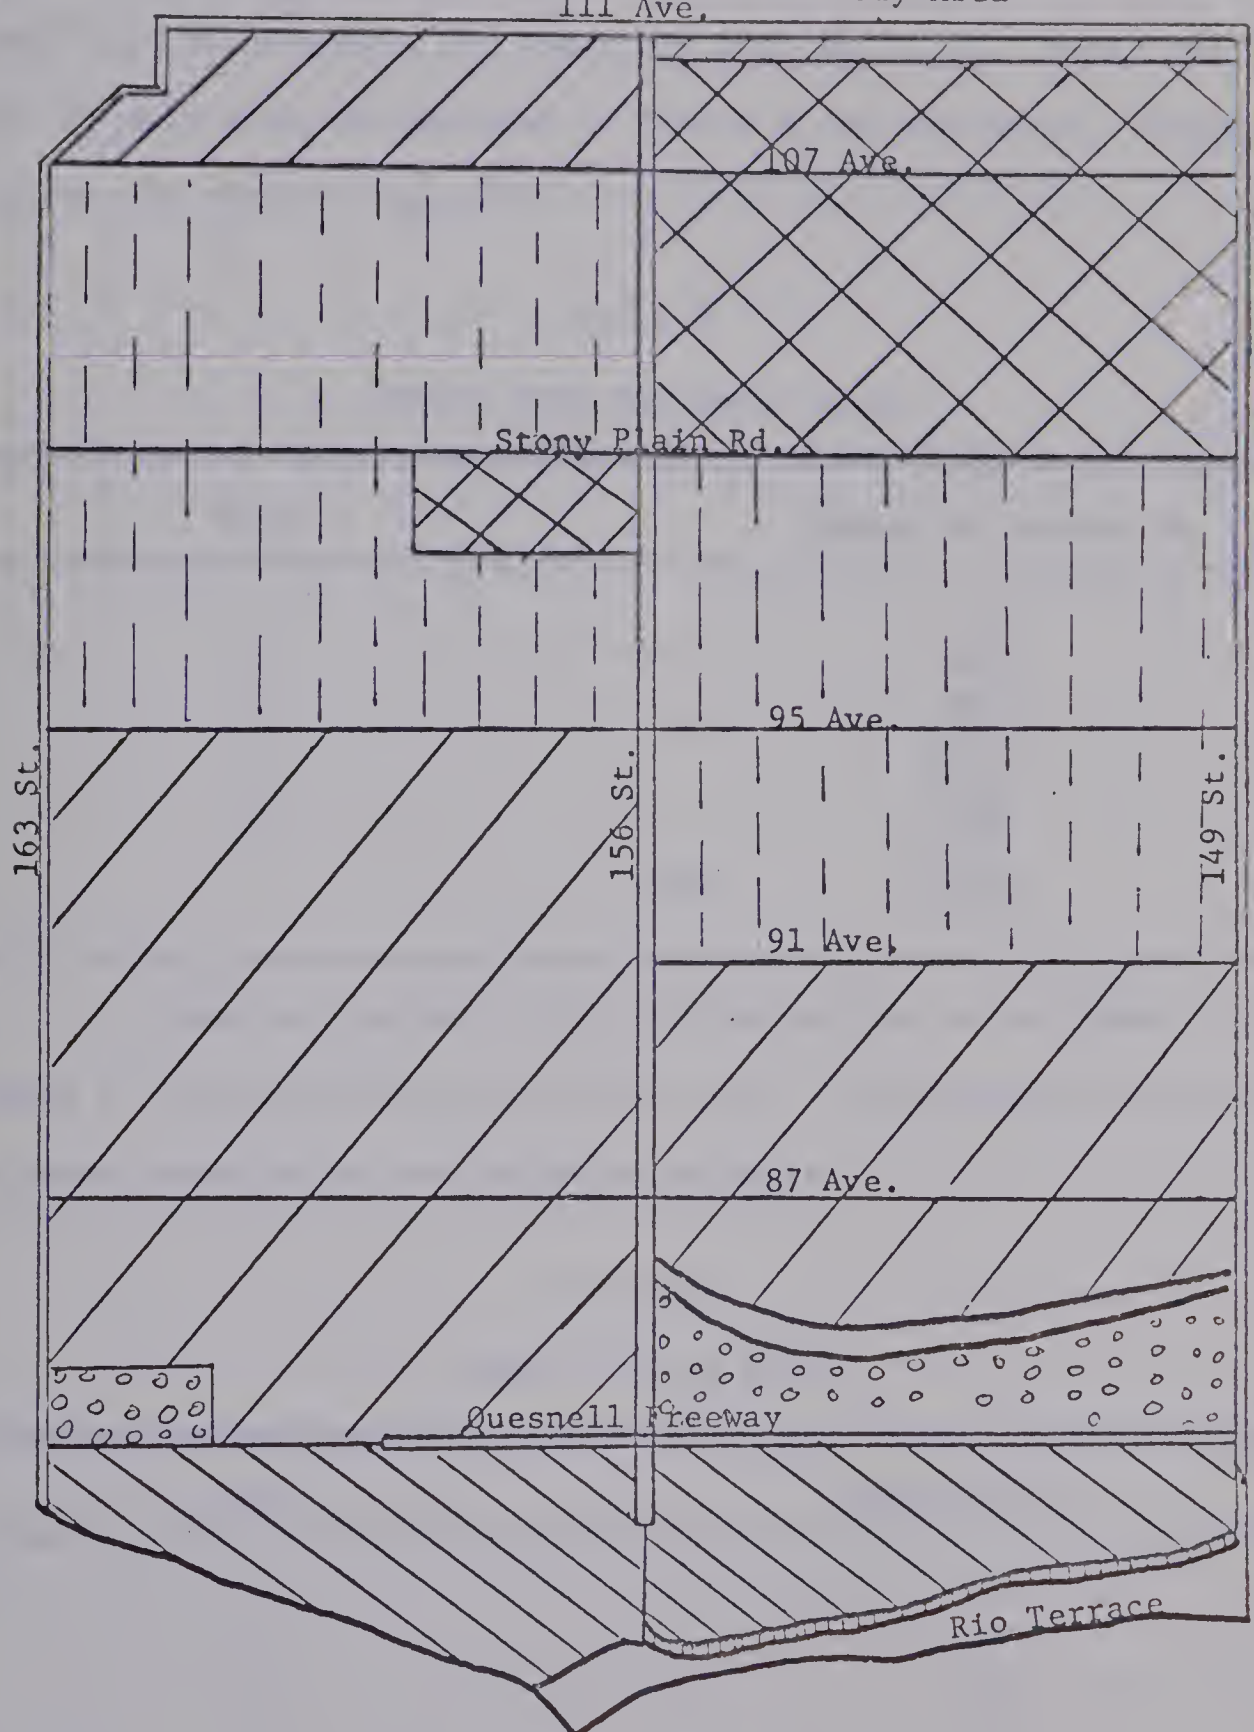 111 Ave.
107 Ave.
Stony Plain Rd.
95 Ave.
163 St.
156 St.
149 St.
91 Ave.
87 Ave.
Quesnell Freeway
Rio Terrace